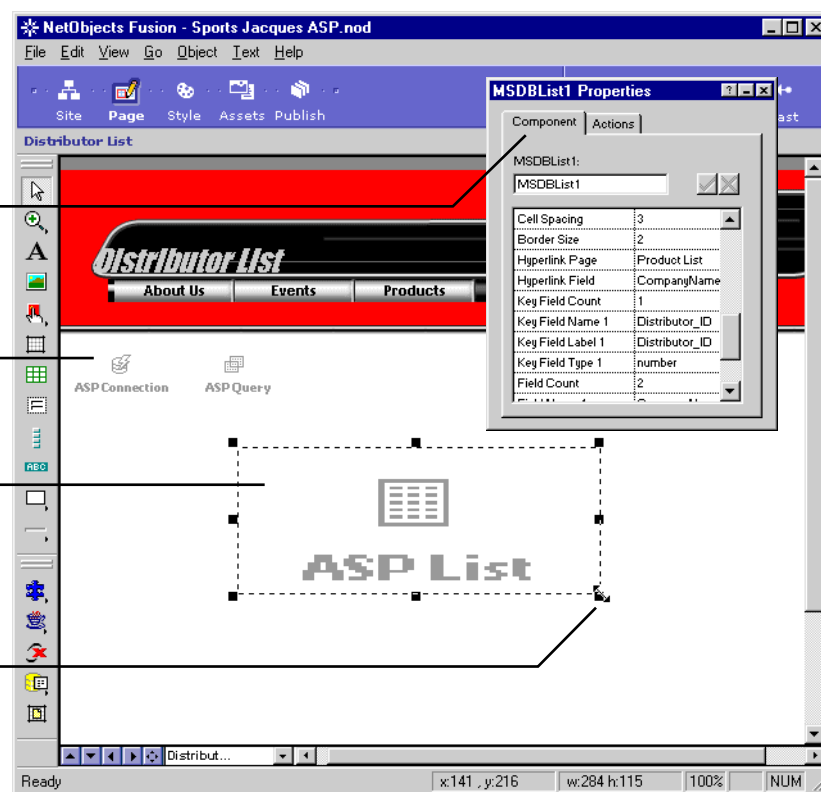 NetObjects Fusion - Sports Jacques ASP.nod
File Edit View Go Object Text Help
Site Page Style Assets Publish
Distributor List
MSDBList1 Properties
Component Actions
MSDBList1:
MSDBList1
Cell Spacing 3
Border Size 2
Hyperlink Page Product List
Hyperlink Field CompanyName
Key Field Count 1
Key Field Name 1 Distributor_ID
Key Field Label 1 Distributor_ID
Key Field Type 1 number
Field Count 2
Distributor List
About Us Events Products
A
ASP Connection ASP Query
ABC
ASP List
Distribut...
Ready x:141 , y:216 w:284 h:115 100% NUM